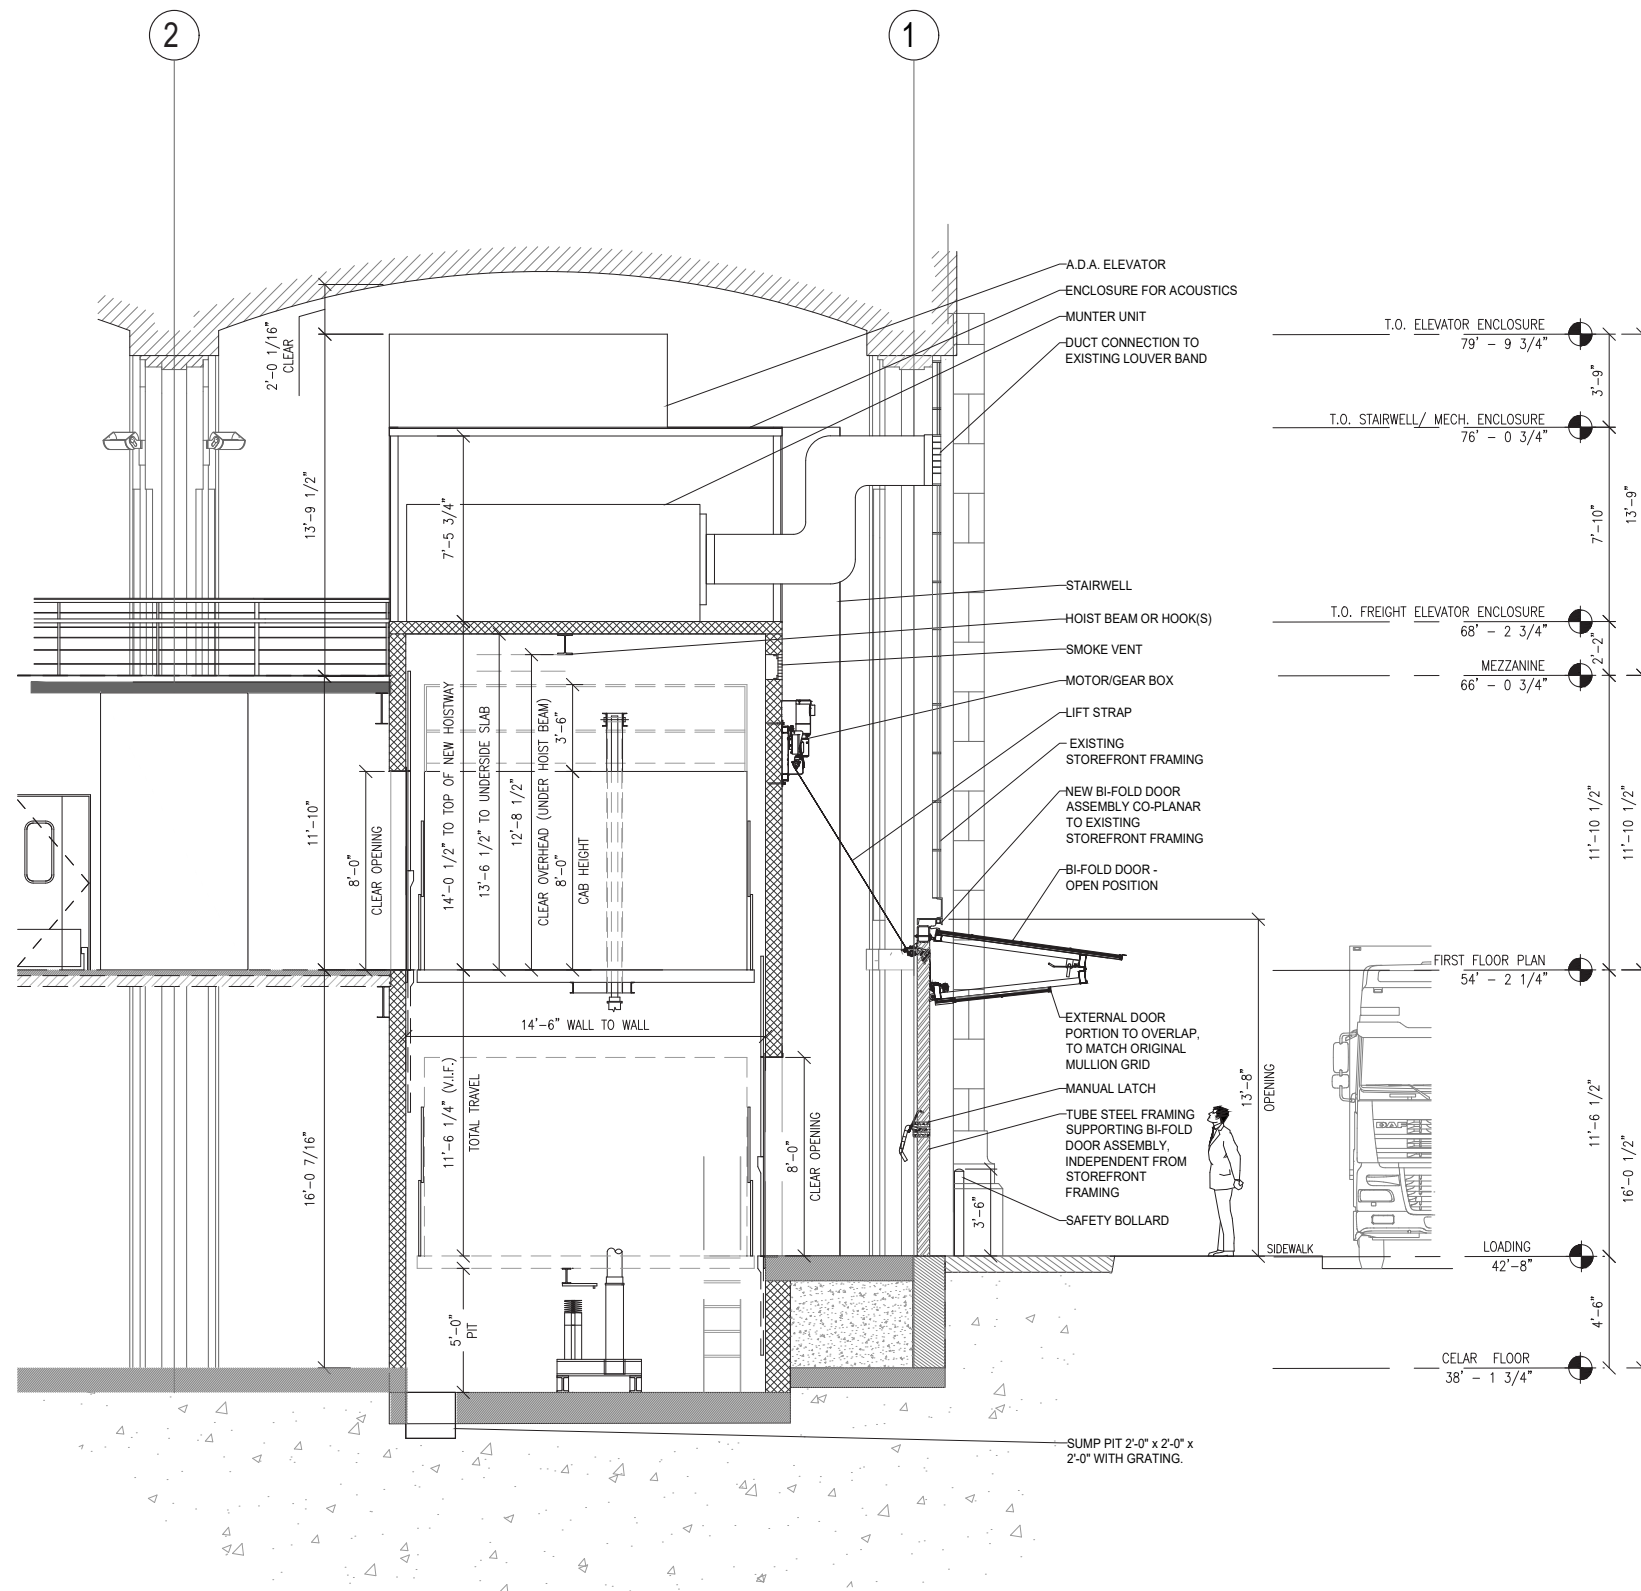 2
1
A.D.A. ELEVATOR
ENCLOSURE FOR ACOUSTICS
MUNTER UNIT
DUCT CONNECTION TO
EXISTING LOUVER BAND
STAIRWELL
HOIST BEAM OR HOOK(S)
SMOKE VENT
MOTOR/GEAR BOX
LIFT STRAP
EXISTING
STOREFRONT FRAMING
NEW BI-FOLD DOOR
ASSEMBLY CO-PLANAR
TO EXISTING
STOREFRONT FRAMING
BI-FOLD DOOR -
OPEN POSITION
EXTERNAL DOOR
PORTION TO OVERLAP,
TO MATCH ORIGINAL
MULLION GRID
MANUAL LATCH
TUBE STEEL FRAMING
SUPPORTING BI-FOLD
DOOR ASSEMBLY,
INDEPENDENT FROM
STOREFRONT
FRAMING
SAFETY BOLLARD
SUMP PIT 2'-0" x 2'-0" x
2'-0" WITH GRATING.
T.O. ELEVATOR ENCLOSURE
79' - 9 3/4"
T.O. STAIRWELL/ MECH. ENCLOSURE
76' - 0 3/4"
T.O. FREIGHT ELEVATOR ENCLOSURE
68' - 2 3/4"
MEZZANINE
66' - 0 3/4"
FIRST FLOOR PLAN
54' - 2 1/4"
LOADING
42'-8"
CELAR FLOOR
38' - 1 3/4"
SIDEWALK
3'-9"
7'-10"
13'-9"
2'-2"
11'-10 1/2"
11'-10 1/2"
11'-6 1/2"
16'-0 1/2"
4'-6"
13'-8"
OPENING
3'-6"
DAF
2'-0 1/16"
CLEAR
13'-9 1/2"
7'-5 3/4"
11'-10"
8'-0"
CLEAR OPENING
14'-0 1/2" TO TOP OF NEW HOISTWAY
13'-6 1/2" TO UNDERSIDE SLAB
12'-8 1/2"
CLEAR OVERHEAD (UNDER HOIST BEAM)
3'-6"
8'-0"
CAB HEIGHT
14'-6" WALL TO WALL
11'-6 1/4" (V.I.F.)
TOTAL TRAVEL
8'-0"
CLEAR OPENING
16'-0 7/16"
5'-0"
PIT